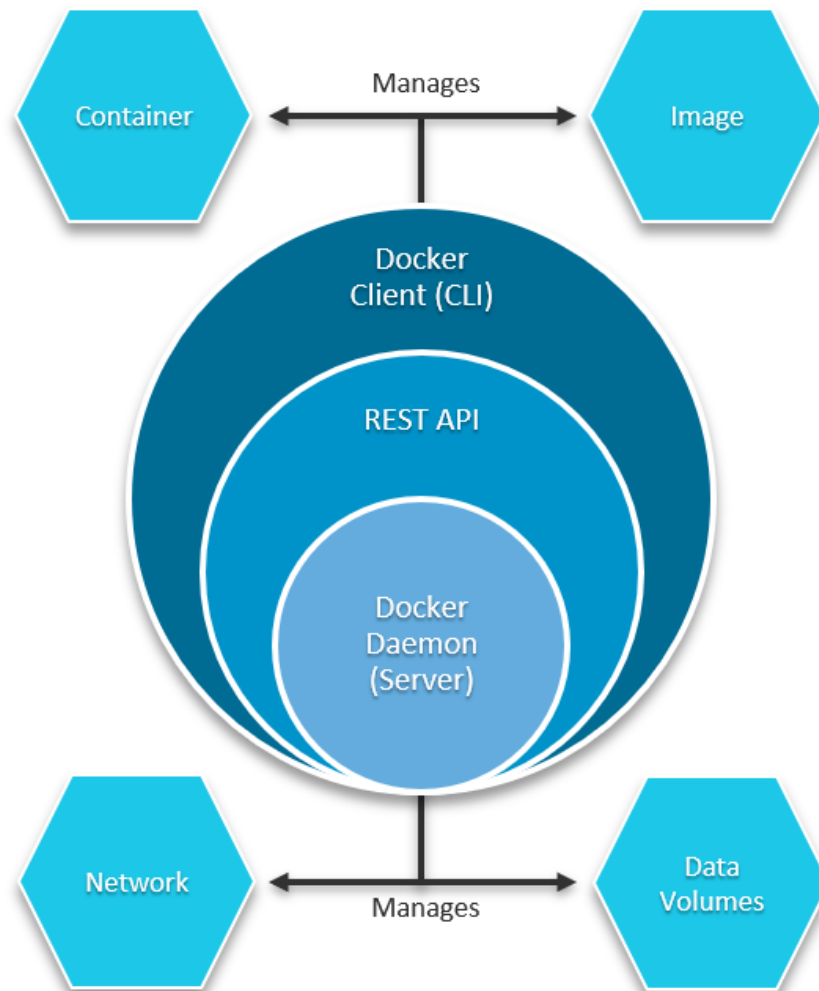 Manages
Container
Image
Docker
Client (CLI)
REST API
Docker
Daemon
(Server)
Network
Data
Volumes
Manages